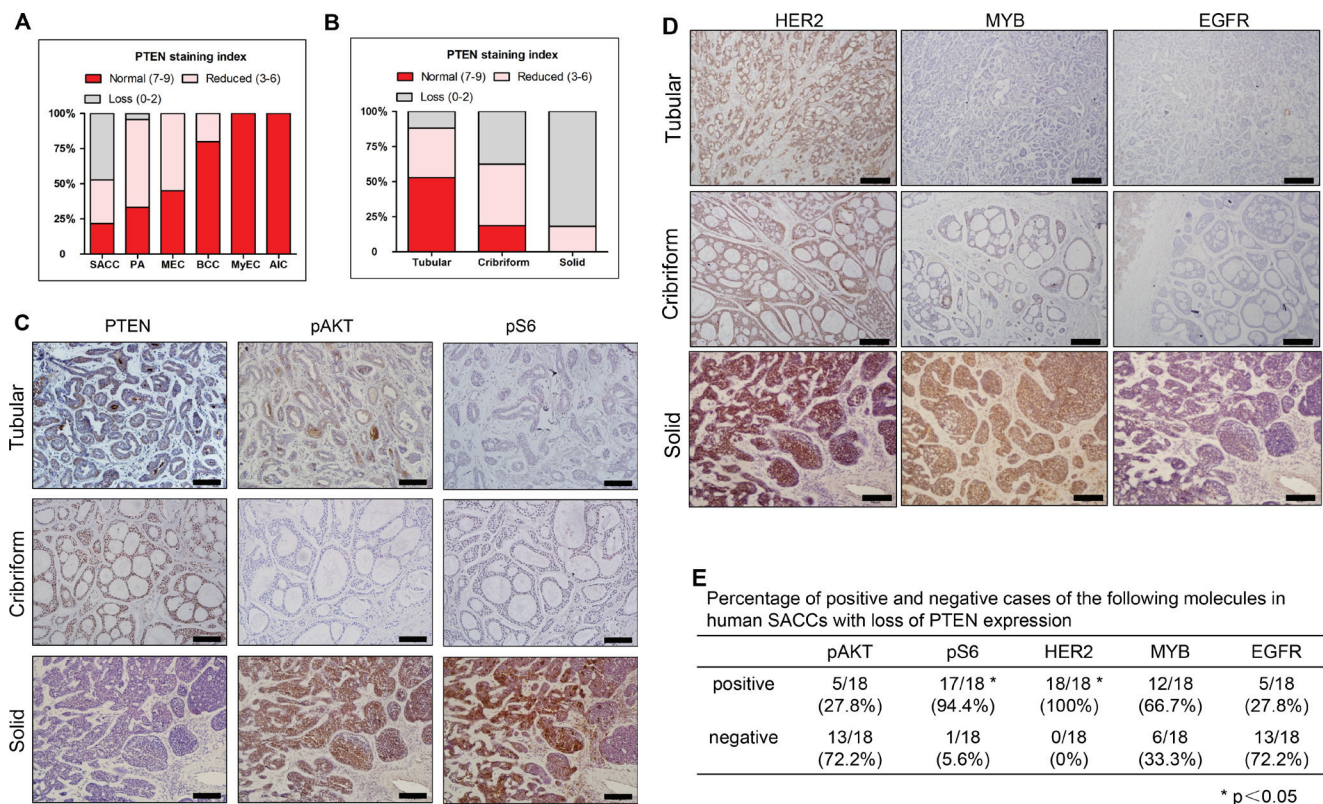 A
PTEN staining index
Normal (7-9) Reduced (3-6)
Loss (0-2)
100%
75%
50%
25%
0
SACC PA MEC BCC MyEC AIC
B
PTEN staining index
Normal (7-9) Reduced (3-6)
Loss (0-2)
100%
75%
50%
25%
0
Tubular Cribriform Solid
C
PTEN pAKT pS6
Tubular
Cribriform
Solid
D
HER2 MYB EGFR
Tubular
Cribriform
Solid
E
Percentage of positive and negative cases of the following molecules in
human SACCs with loss of PTEN expression
pAKT pS6 HER2 MYB EGFR
positive 5/18 17/18 * 18/18 * 12/18 5/18
(27.8%) (94.4%) (100%) (66.7%) (27.8%)
negative 13/18 1/18 0/18 6/18 13/18
(72.2%) (5.6%) (0%) (33.3%) (72.2%)
* p<0.05